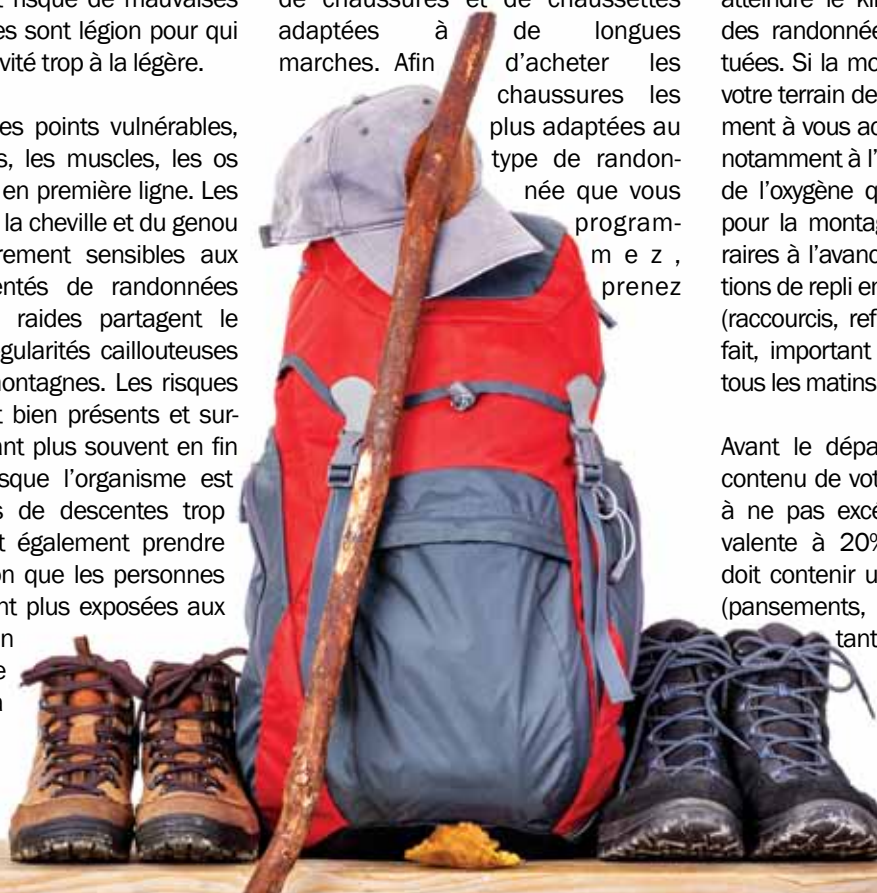 t risque de mauvaises
es sont légion pour qui
vité trop à la légère.
es points vulnérables,
s, les muscles, les os
en première ligne. Les
la cheville et du genou
rement sensibles aux
entés de randonnées
raides partagent le
gularités caillouteuses
ontagnes. Les risques
t bien présents et sur-
ant plus souvent en fin
sque l'organisme est
s de descentes trop
t également prendre
on que les personnes
nt plus exposées aux
n
e
de chaussures et de chaussettes
adaptées à de longues
marches. Afin d'acheter les
chaussures les
plus adaptées au
type de randon-
née que vous
program-
mez,
prenez
atteindre le
des randonnée
tuées. Si la mo
votre terrain de
ment à vous ac
notamment à l'
de l'oxygène q
pour la montag
raires à l'avanc
tions de repli en
(raccourcis, ref
fait, important
tous les matins
Avant le dépa
contenu de vot
à ne pas excé
valente à 20%
doit contenir u
(pansements,
tant